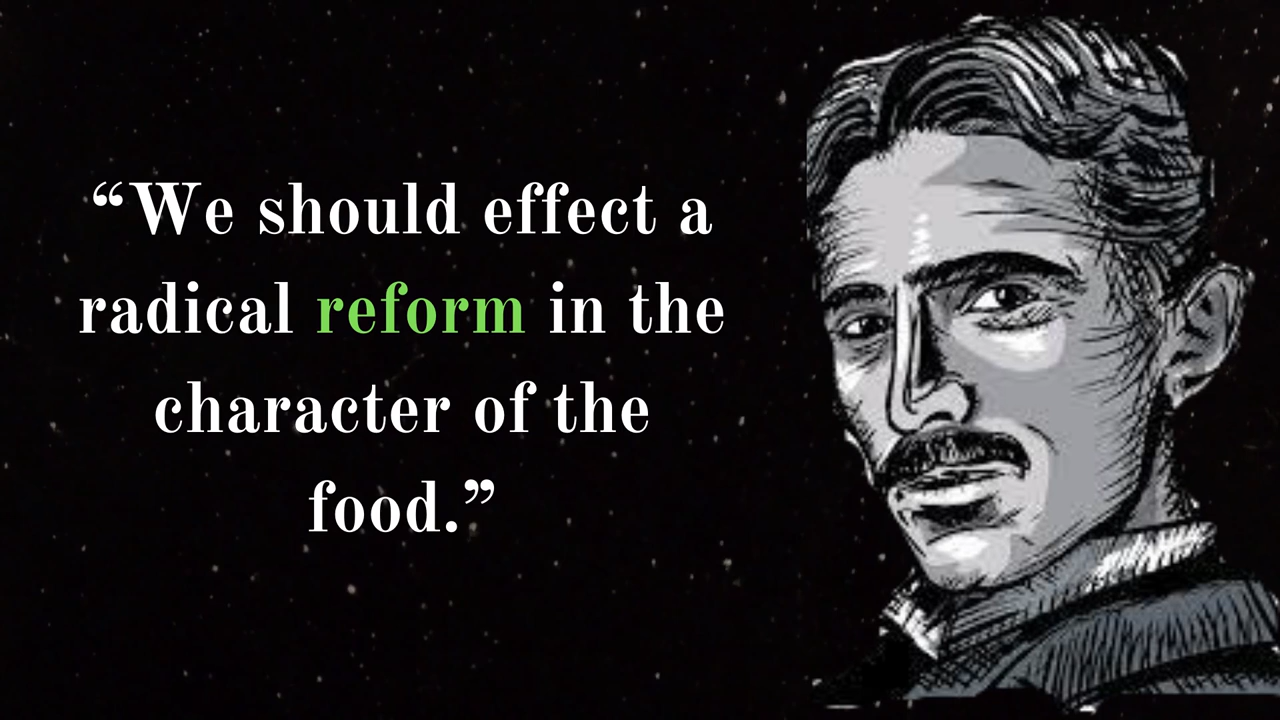 “We should effect a
radical reform in the
character of the
food.”